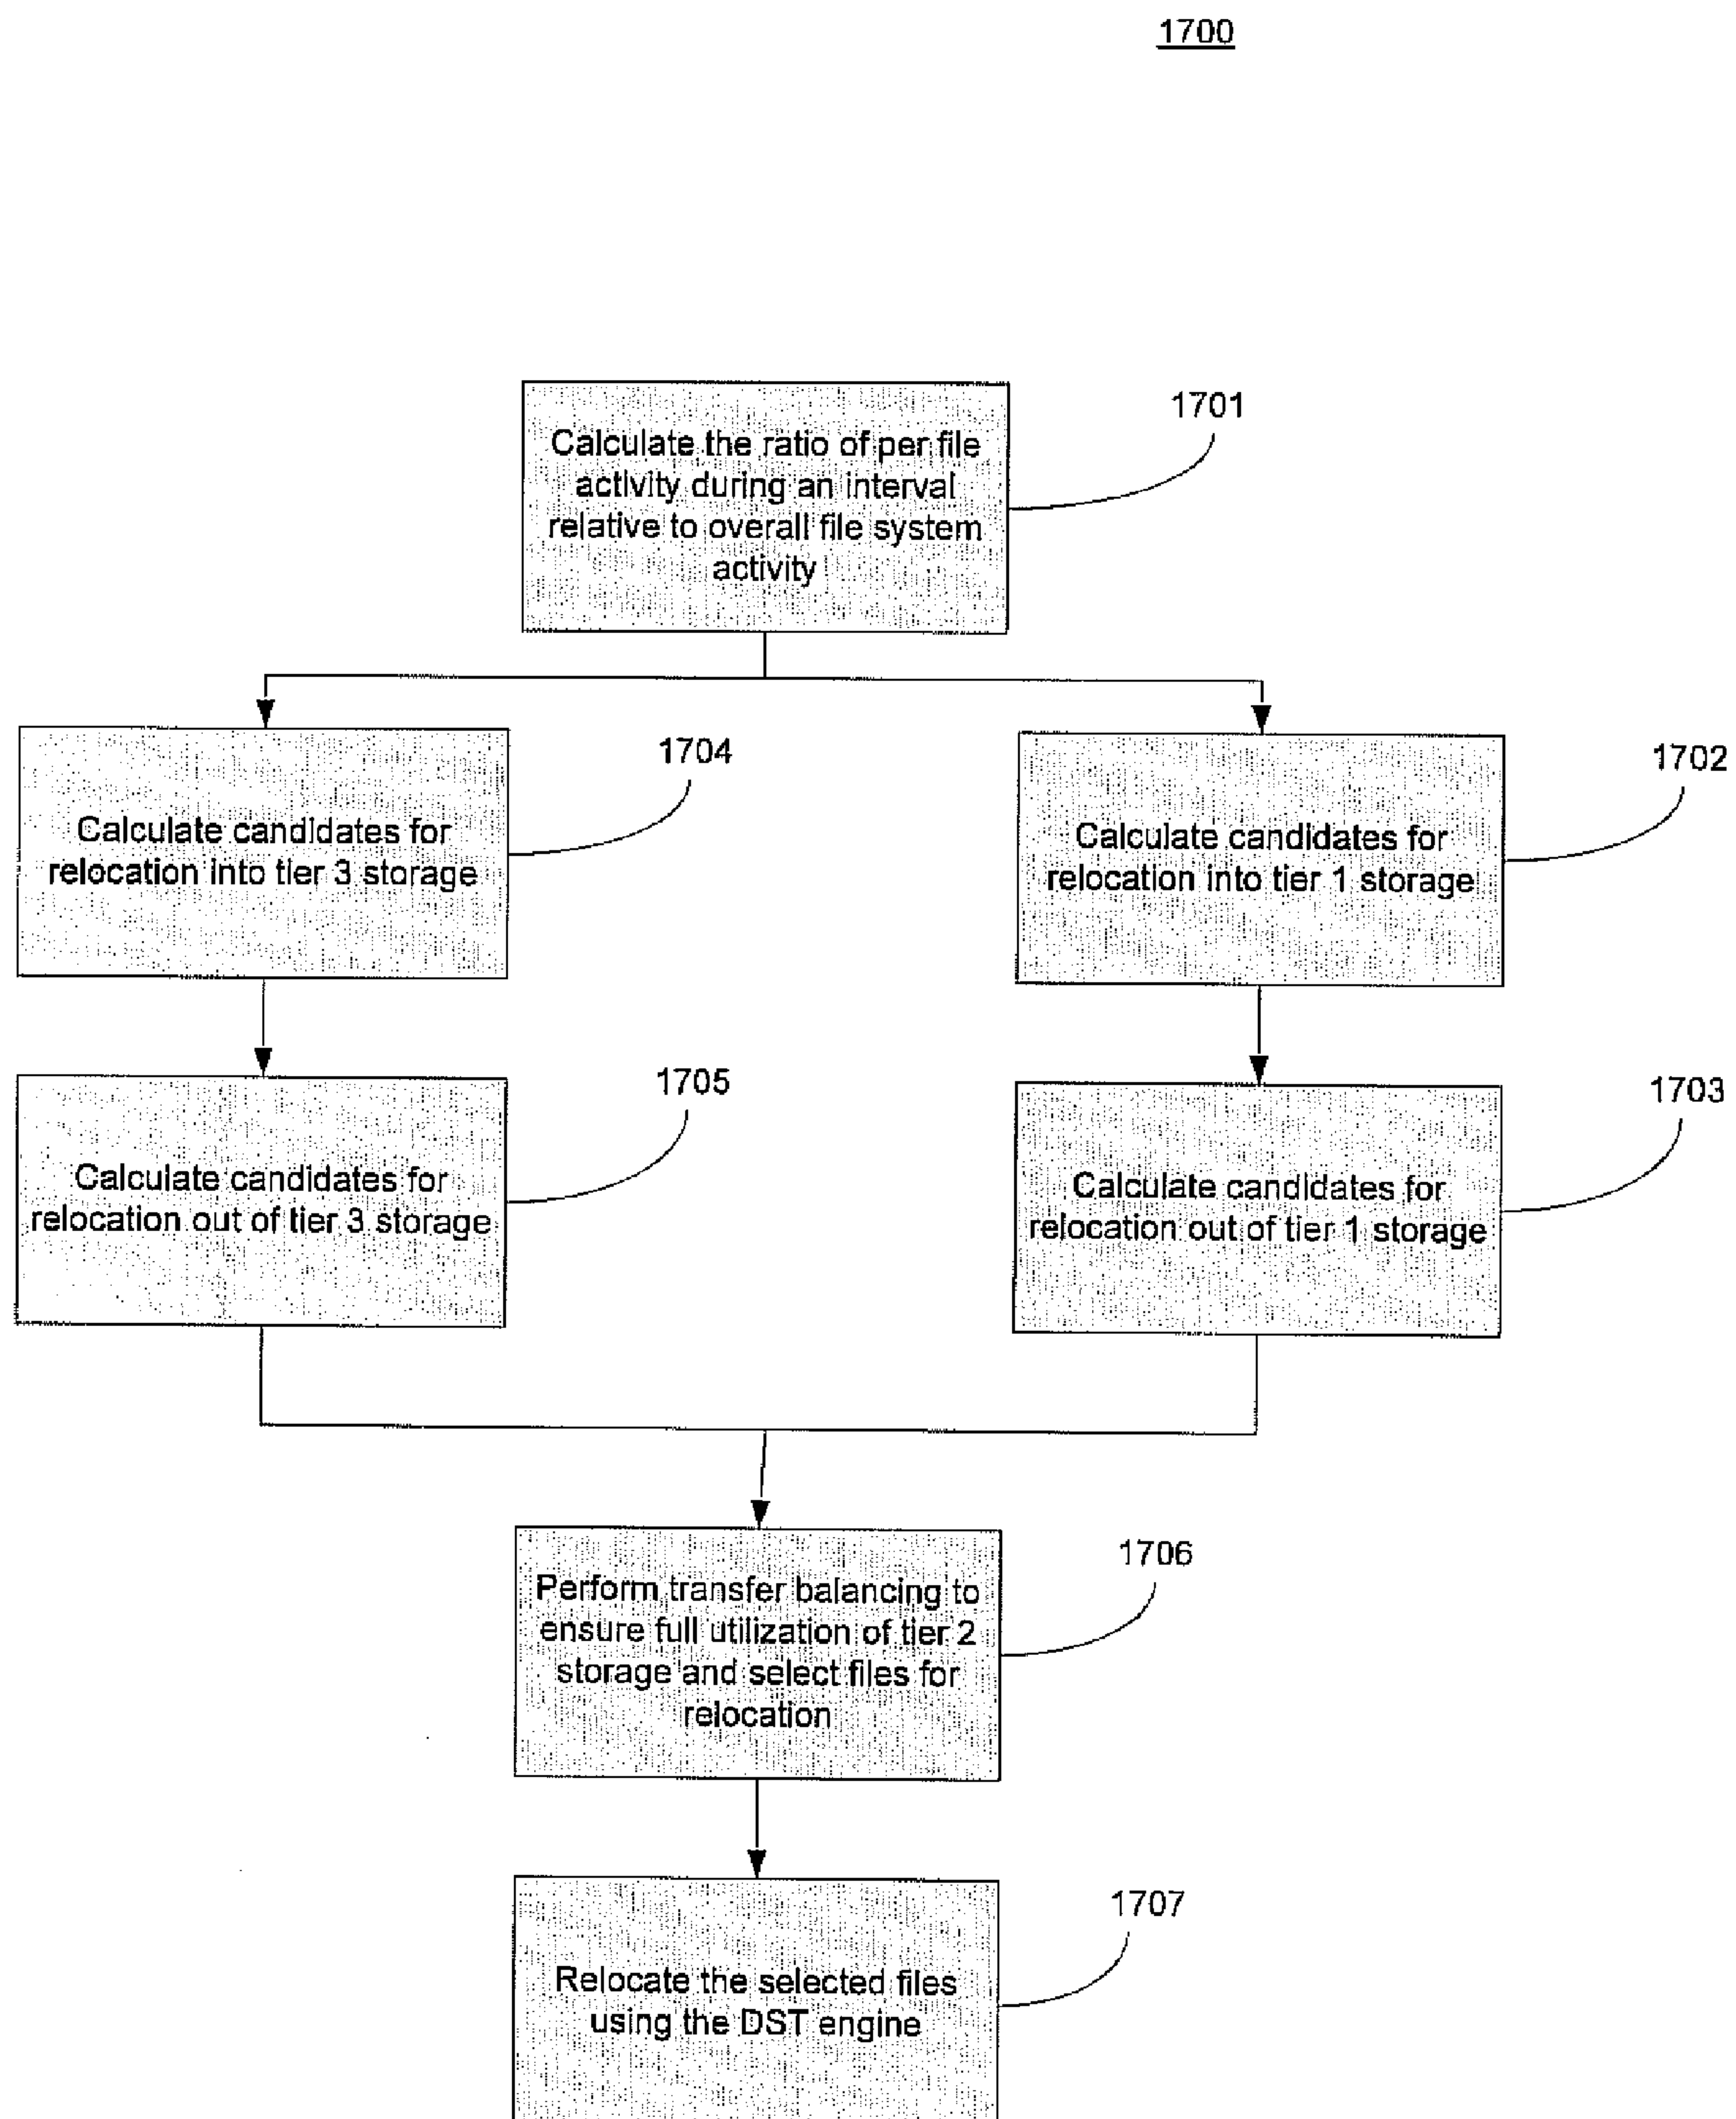 1700
1701
Calculate the ratio of per file
activity during an interval
relative to overall file system
activity
1704
Calculate candidates for
relocation into tier 3 storage
1702
Calculate candidates for
relocation into tier 1 storage
1705
Calculate candidates for
relocation out of tier 3 storage
1703
Calculate candidates for
relocation out of tier 1 storage
1706
Perform transfer balancing to
ensure full utilization of tier 2
storage and select files for
relocation
1707
Relocate the selected files
using the DST engine